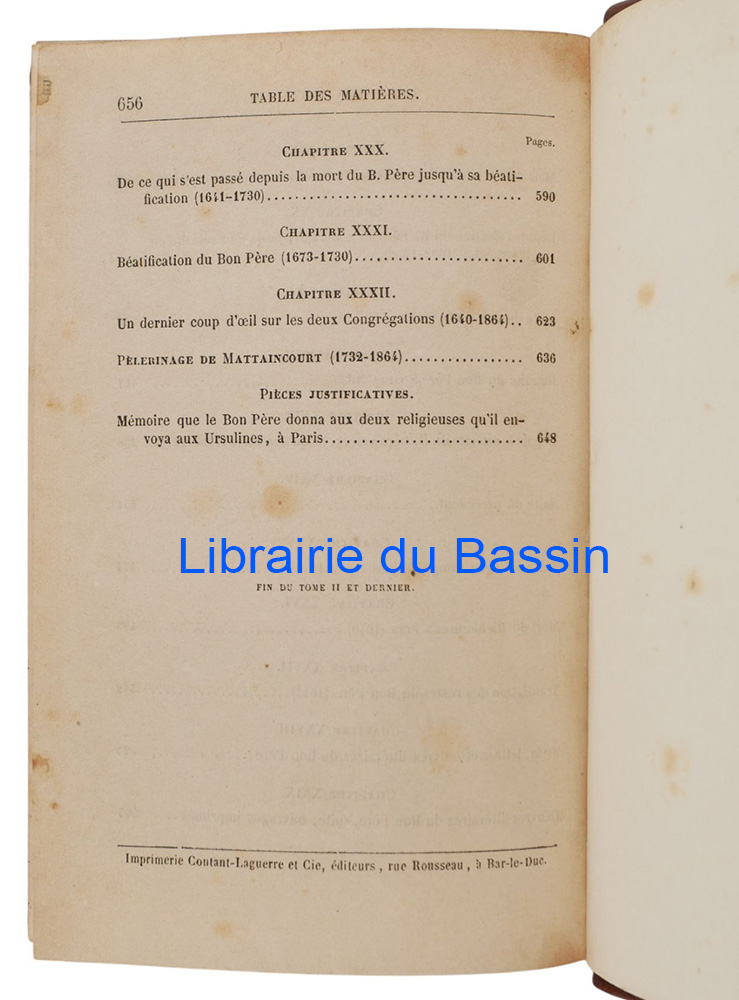 656 TABLE DES MATIÈRES.
Pages.
CHAPITRE XXX.
De ce qui s'est passé depuis la mort du B. Père jusqu'à sa béati-
fication (1641-1730)................................... 590
CHAPITRE XXXI.
Béatification du Bon Père (1673-1730)........................ 601
CHAPITRE XXXII.
Un dernier coup d'œil sur les deux Congrégations (1640-1864).. 623
PÈLERINAGE DE MATTAINCOURT (1732-1864)................. 636
PIÈCES JUSTIFICATIVES.
Mémoire que le Bon Père donna aux deux religieuses qu'il en-
voya aux Ursulines, à Paris............................ 648
Librairie du Bassin
FIN DU TOME II ET DERNIER.
Imprimerie Contant-Laguerre et Cie, éditeurs, rue Rousseau, à Bar-le-Duc.